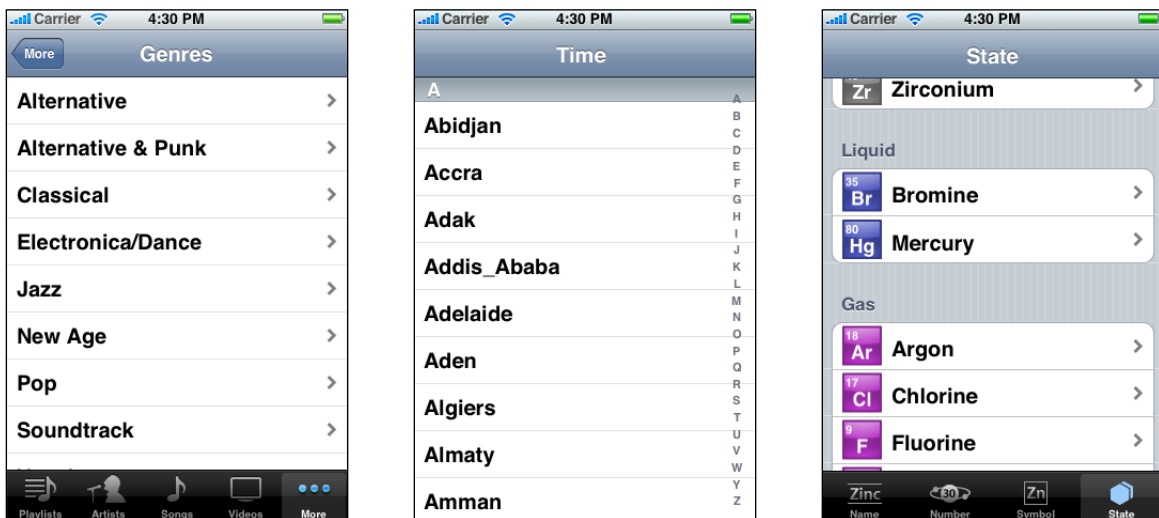 Carrier 4:30 PM
More Genres
Alternative
Alternative & Punk
Classical
Electronica/Dance
Jazz
New Age
Pop
Soundtrack
Playlists Artists Songs Videos More
Carrier 4:30 PM
Time
A
Abidjan
Accra
Adak
Addis_Ababa
Adelaide
Aden
Algiers
Almaty
Amman
A
B
C
D
E
F
G
H
I
J
K
L
M
N
O
P
Q
R
S
T
U
V
W
Y
Z
Carrier 4:30 PM
State
Zr Zirconium
Liquid
35
Br Bromine
80
Hg Mercury
Gas
18
Ar Argon
17
Cl Chlorine
9
F Fluorine
Zinc 30 Zn
Name Number Symbol State